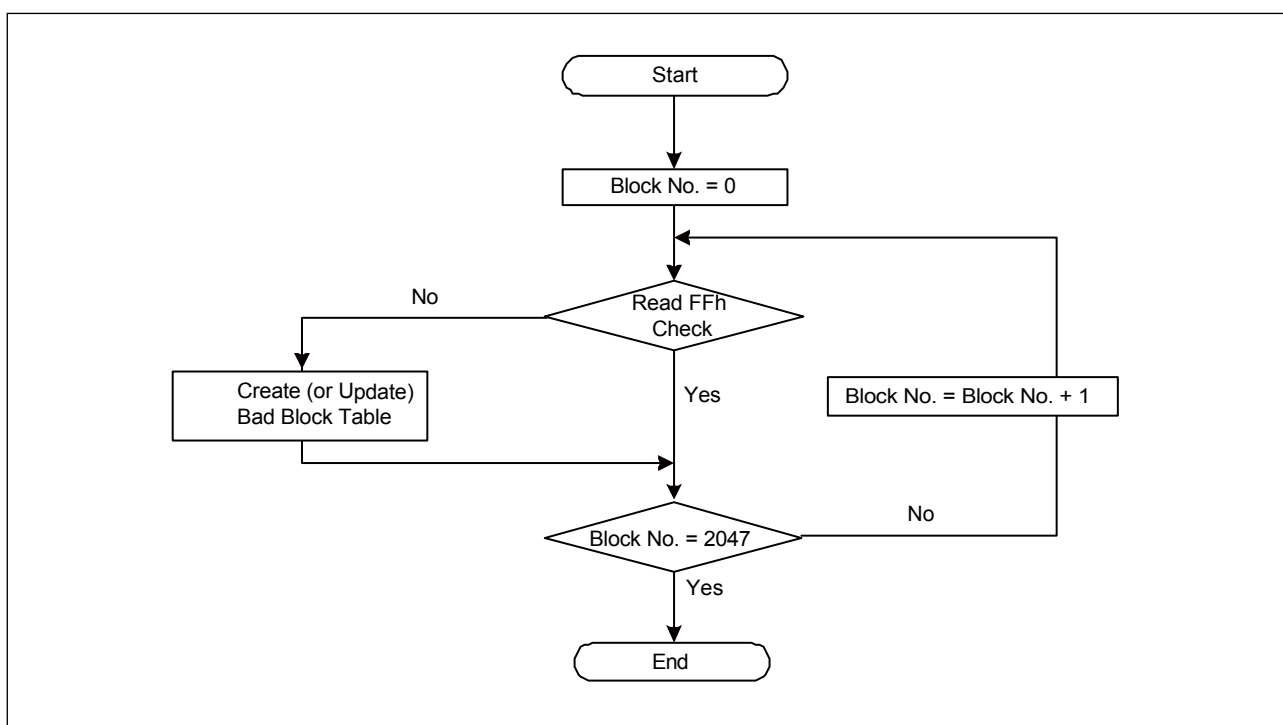 Start
Block No. = 0
No
Read FFh
Check
Create (or Update)
Bad Block Table
Yes
Block No. = Block No. + 1
Block No. = 2047
No
Yes
End